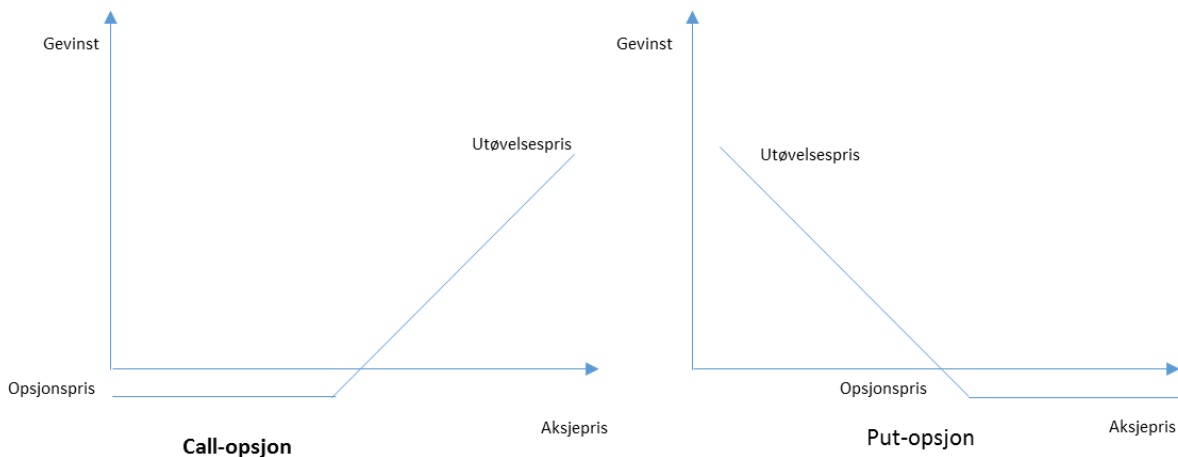 Gevinst
Utøvelsespris
Opsjonspris
Aksjepris
Call-opsjon
Gevinst
Utøvelsespris
Opsjonspris
Aksjepris
Put-opsjon